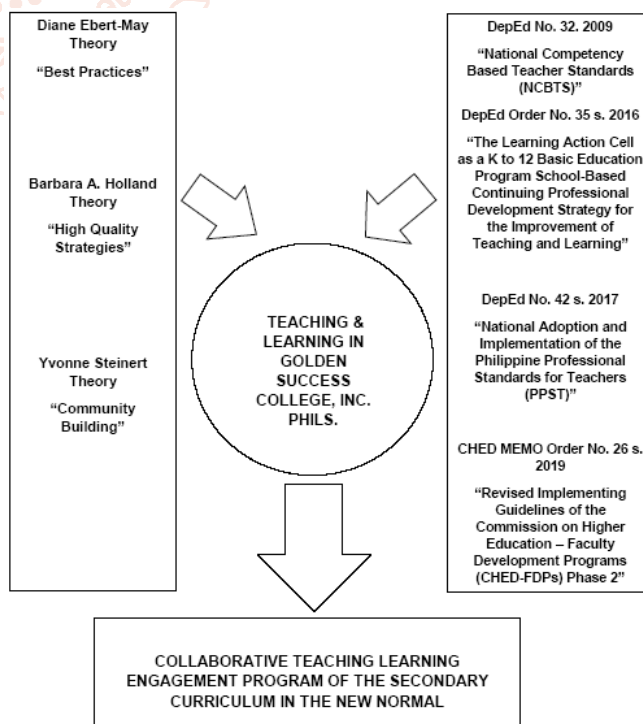 Diane Ebert-May
Theory
“Best Practices”
Barbara A. Holland
Theory
“High Quality
Strategies”
Yvonne Steinert
Theory
“Community
Building”
DepEd No. 32. 2009
“National Competency
Based Teacher Standards
(NCBTS)”
DepEd Order No. 35 s. 2016
“The Learning Action Cell
as a K to 12 Basic Education
Program School-Based
Continuing Professional
Development Strategy for
the Improvement of
Teaching and Learning”
DepEd No. 42 s. 2017
“National Adoption and
Implementation of the
Philippine Professional
Standards for Teachers
(PPST)”
CHED MEMO Order No. 26 s.
2019
“Revised Implementing
Guidelines of the
Commission on Higher
Education – Faculty
Development Programs
(CHED-FDPs) Phase 2”
TEACHING &
LEARNING IN
GOLDEN
SUCCESS
COLLEGE, INC.
PHILS.
COLLABORATIVE TEACHING LEARNING
ENGAGEMENT PROGRAM OF THE SECONDARY
CURRICULUM IN THE NEW NORMAL